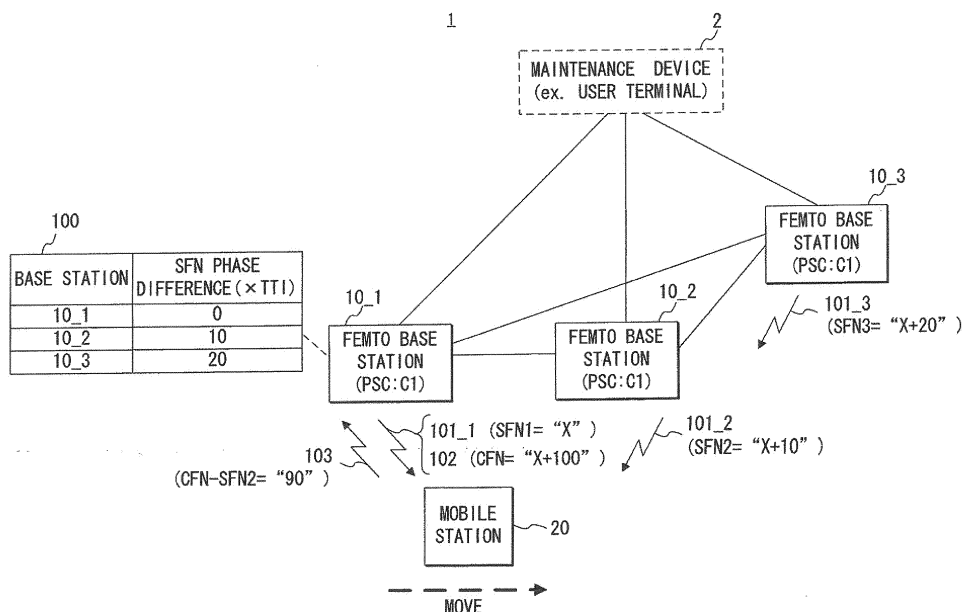 1
2
MAINTENANCE DEVICE
(ex. USER TERMINAL)
10_3
FEMTO BASE
STATION
(PSC:C1)
100
BASE STATION
SFN PHASE
DIFFERENCE(×TTI)
10_1
0
10_2
10
10_3
20
10_1
FEMTO BASE
STATION
(PSC:C1)
10_2
FEMTO BASE
STATION
(PSC:C1)
101_3
(SFN3= “X+20” )
101_1 (SFN1= “X” )
102 (CFN= “X+100” )
101_2
(SFN2= “X+10” )
103
(CFN-SFN2= “90” )
MOBILE
STATION
20
MOVE